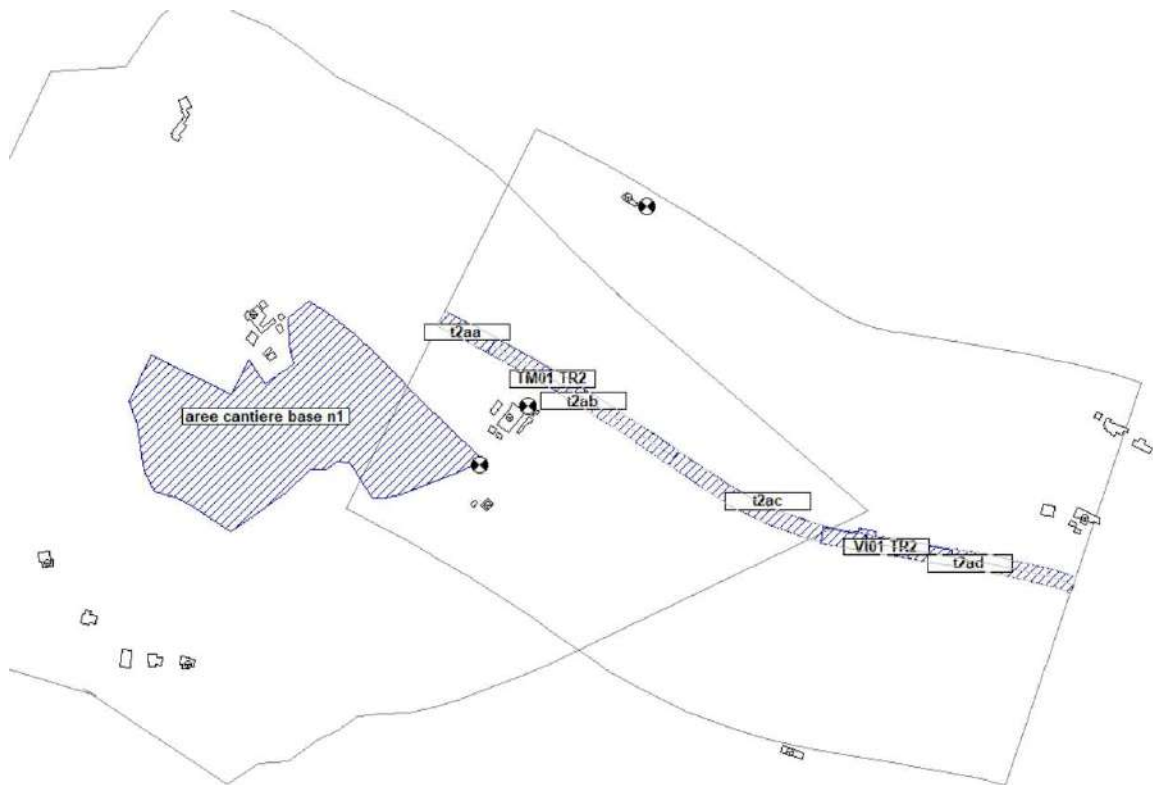 t2aa
TM01 TR2
t2ab
aree cantiere base n1
t2ac
VI01 TR2
t2ad